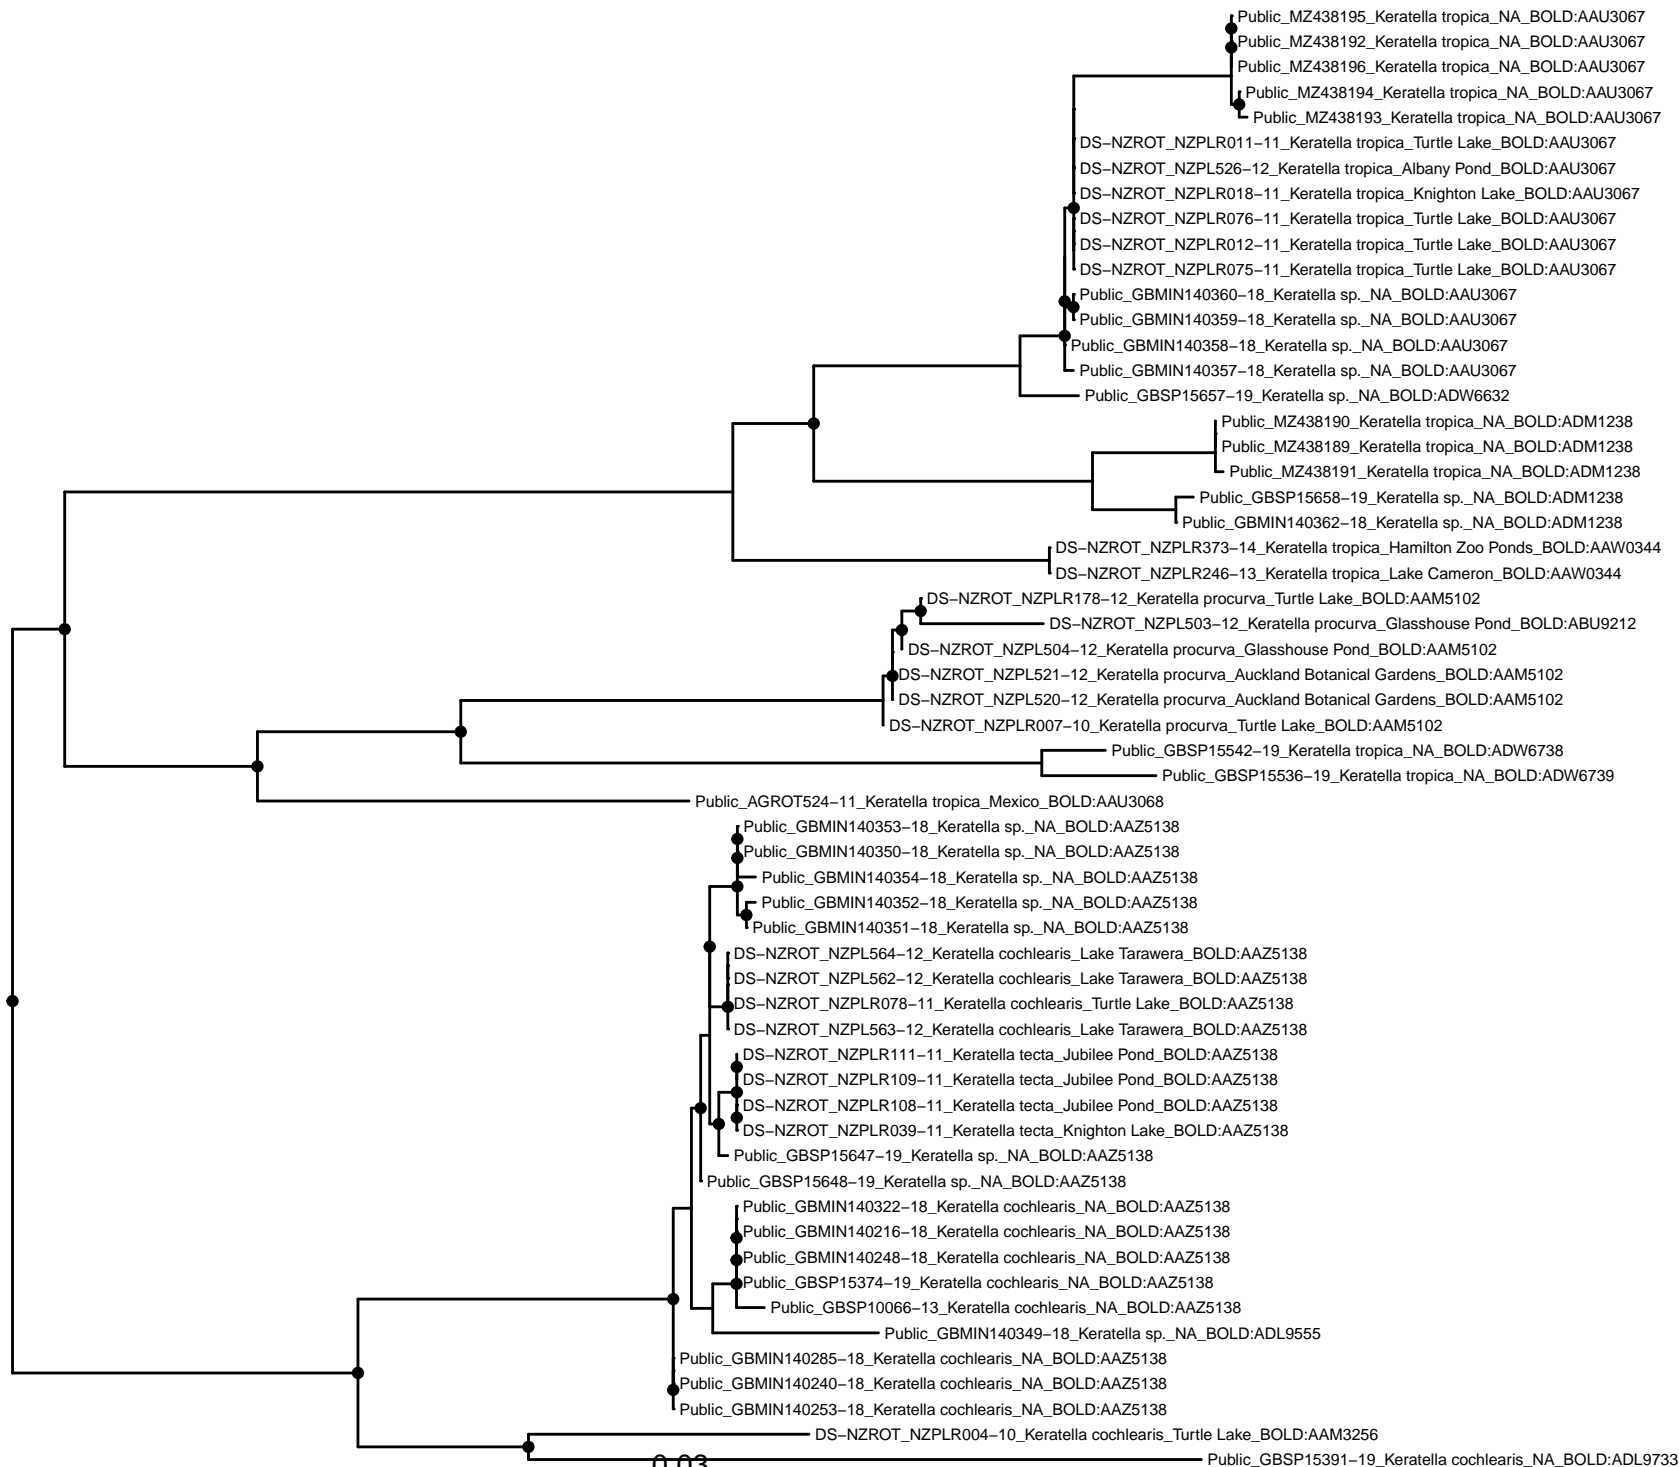 Public_MZ438195_Keratella tropica_NA_BOLD:AAU3067
Public_MZ438192_Keratella tropica_NA_BOLD:AAU3067
Public_MZ438196_Keratella tropica_NA_BOLD:AAU3067
Public_MZ438194_Keratella tropica_NA_BOLD:AAU3067
Public_MZ438193_Keratella tropica_NA_BOLD:AAU3067
DS−NZROT_NZPLR011−11_Keratella tropica_Turtle Lake_BOLD:AAU3067
DS−NZROT_NZPL526−12_Keratella tropica_Albany Pond_BOLD:AAU3067
DS−NZROT_NZPLR018−11_Keratella tropica_Knighton Lake_BOLD:AAU3067
DS−NZROT_NZPLR076−11_Keratella tropica_Turtle Lake_BOLD:AAU3067
DS−NZROT_NZPLR012−11_Keratella tropica_Turtle Lake_BOLD:AAU3067
DS−NZROT_NZPLR075−11_Keratella tropica_Turtle Lake_BOLD:AAU3067
Public_GBMIN140360−18_Keratella sp._NA_BOLD:AAU3067
Public_GBMIN140359−18_Keratella sp._NA_BOLD:AAU3067
Public_GBMIN140358−18_Keratella sp._NA_BOLD:AAU3067
Public_GBMIN140357−18_Keratella sp._NA_BOLD:AAU3067
Public_GBSP15657−19_Keratella sp._NA_BOLD:ADW6632
Public_MZ438190_Keratella tropica_NA_BOLD:ADM1238
Public_MZ438189_Keratella tropica_NA_BOLD:ADM1238
Public_MZ438191_Keratella tropica_NA_BOLD:ADM1238
Public_GBSP15658−19_Keratella sp._NA_BOLD:ADM1238
Public_GBMIN140362−18_Keratella sp._NA_BOLD:ADM1238
DS−NZROT_NZPLR373−14_Keratella tropica_Hamilton Zoo Ponds_BOLD:AAW0344
DS−NZROT_NZPLR246−13_Keratella tropica_Lake Cameron_BOLD:AAW0344
DS−NZROT_NZPLR178−12_Keratella procurva_Turtle Lake_BOLD:AAM5102
DS−NZROT_NZPL503−12_Keratella procurva_Glasshouse Pond_BOLD:ABU9212
DS−NZROT_NZPL504−12_Keratella procurva_Glasshouse Pond_BOLD:AAM5102
DS−NZROT_NZPL521−12_Keratella procurva_Auckland Botanical Gardens_BOLD:AAM5102
DS−NZROT_NZPL520−12_Keratella procurva_Auckland Botanical Gardens_BOLD:AAM5102
DS−NZROT_NZPLR007−10_Keratella procurva_Turtle Lake_BOLD:AAM5102
Public_GBSP15542−19_Keratella tropica_NA_BOLD:ADW6738
Public_GBSP15536−19_Keratella tropica_NA_BOLD:ADW6739
Public_AGROT524−11_Keratella tropica_Mexico_BOLD:AAU3068
Public_GBMIN140353−18_Keratella sp._NA_BOLD:AAZ5138
Public_GBMIN140350−18_Keratella sp._NA_BOLD:AAZ5138
Public_GBMIN140354−18_Keratella sp._NA_BOLD:AAZ5138
Public_GBMIN140352−18_Keratella sp._NA_BOLD:AAZ5138
Public_GBMIN140351−18_Keratella sp._NA_BOLD:AAZ5138
DS−NZROT_NZPL564−12_Keratella cochlearis_Lake Tarawera_BOLD:AAZ5138
DS−NZROT_NZPL562−12_Keratella cochlearis_Lake Tarawera_BOLD:AAZ5138
DS−NZROT_NZPLR078−11_Keratella cochlearis_Turtle Lake_BOLD:AAZ5138
DS−NZROT_NZPL563−12_Keratella cochlearis_Lake Tarawera_BOLD:AAZ5138
DS−NZROT_NZPLR111−11_Keratella tecta_Jubilee Pond_BOLD:AAZ5138
DS−NZROT_NZPLR109−11_Keratella tecta_Jubilee Pond_BOLD:AAZ5138
DS−NZROT_NZPLR108−11_Keratella tecta_Jubilee Pond_BOLD:AAZ5138
DS−NZROT_NZPLR039−11_Keratella tecta_Knighton Lake_BOLD:AAZ5138
Public_GBSP15647−19_Keratella sp._NA_BOLD:AAZ5138
Public_GBSP15648−19_Keratella sp._NA_BOLD:AAZ5138
Public_GBMIN140322−18_Keratella cochlearis_NA_BOLD:AAZ5138
Public_GBMIN140216−18_Keratella cochlearis_NA_BOLD:AAZ5138
Public_GBMIN140248−18_Keratella cochlearis_NA_BOLD:AAZ5138
Public_GBSP15374−19_Keratella cochlearis_NA_BOLD:AAZ5138
Public_GBSP10066−13_Keratella cochlearis_NA_BOLD:AAZ5138
Public_GBMIN140349−18_Keratella sp._NA_BOLD:ADL9555
Public_GBMIN140285−18_Keratella cochlearis_NA_BOLD:AAZ5138
Public_GBMIN140240−18_Keratella cochlearis_NA_BOLD:AAZ5138
Public_GBMIN140253−18_Keratella cochlearis_NA_BOLD:AAZ5138
DS−NZROT_NZPLR004−10_Keratella cochlearis_Turtle Lake_BOLD:AAM3256
0.03
Public_GBSP15391−19_Keratella cochlearis_NA_BOLD:ADL9733